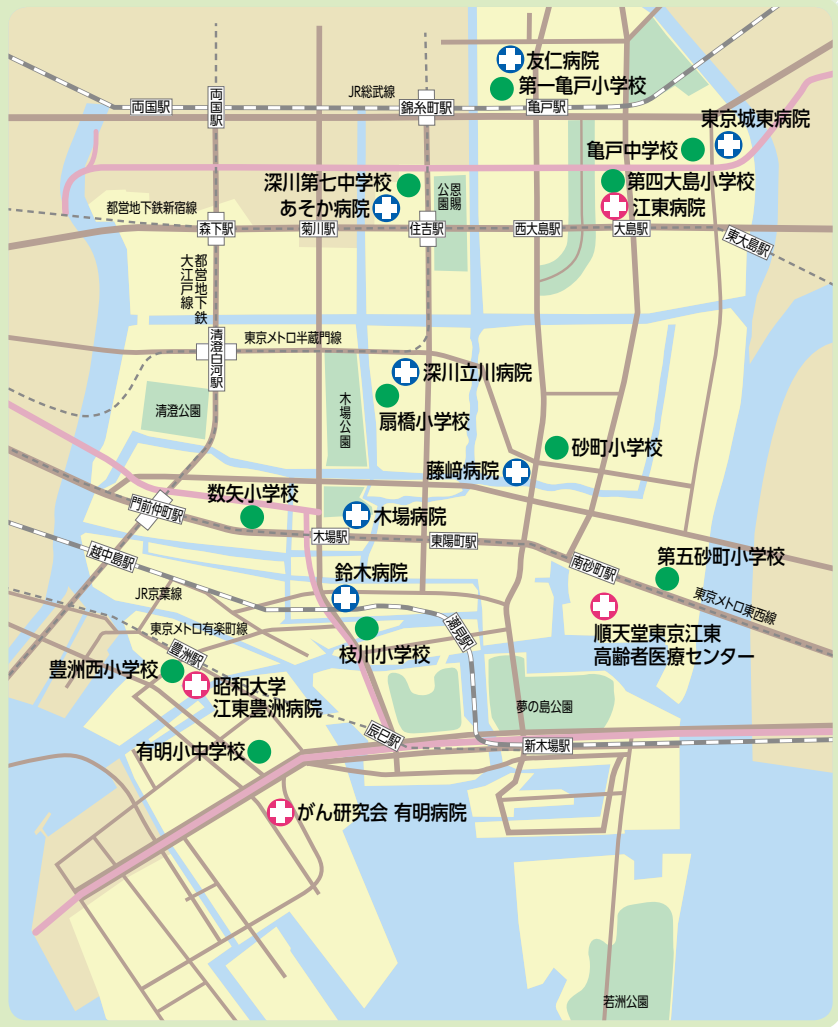 友仁病院
第一亀戸小学校
JR総武線
両国駅
両国駅
錦糸町駅
亀戸駅
東京城東病院
亀戸中学校
深川第七中学校
第四大島小学校
あそか病院
恩賜
公園
江東病院
都営地下鉄新宿線
森下駅
菊川駅
住吉駅
西大島駅
大島駅
東大島駅
都営地下鉄
大江戸線
清澄白河駅
東京メトロ半蔵門線
深川立川病院
清澄公園
木場公園
扇橋小学校
砂町小学校
藤﨑病院
数矢小学校
門前仲町駅
木場病院
木場駅
東陽町駅
越中島駅
南砂町駅
第五砂町小学校
鈴木病院
JR京葉線
東京メトロ東西線
東京メトロ有楽町線
潮見駅
順天堂東京江東
高齢者医療センター
枝川小学校
豊洲駅
豊洲西小学校
昭和大学
江東豊洲病院
夢の島公園
辰巳駅
新木場駅
有明小中学校
がん研究会 有明病院
若洲公園